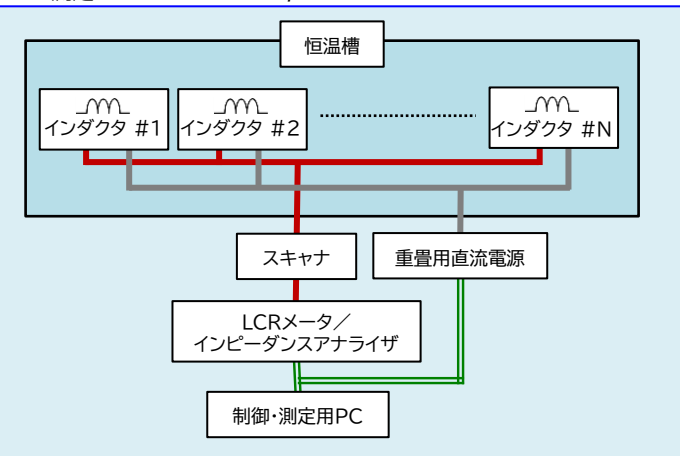 恒温槽
インダクタ #1
インダクタ #2
インダクタ #N
スキャナ
重畳用直流電源
LCRメータ／
インピーダンスアナライザ
制御・測定用PC